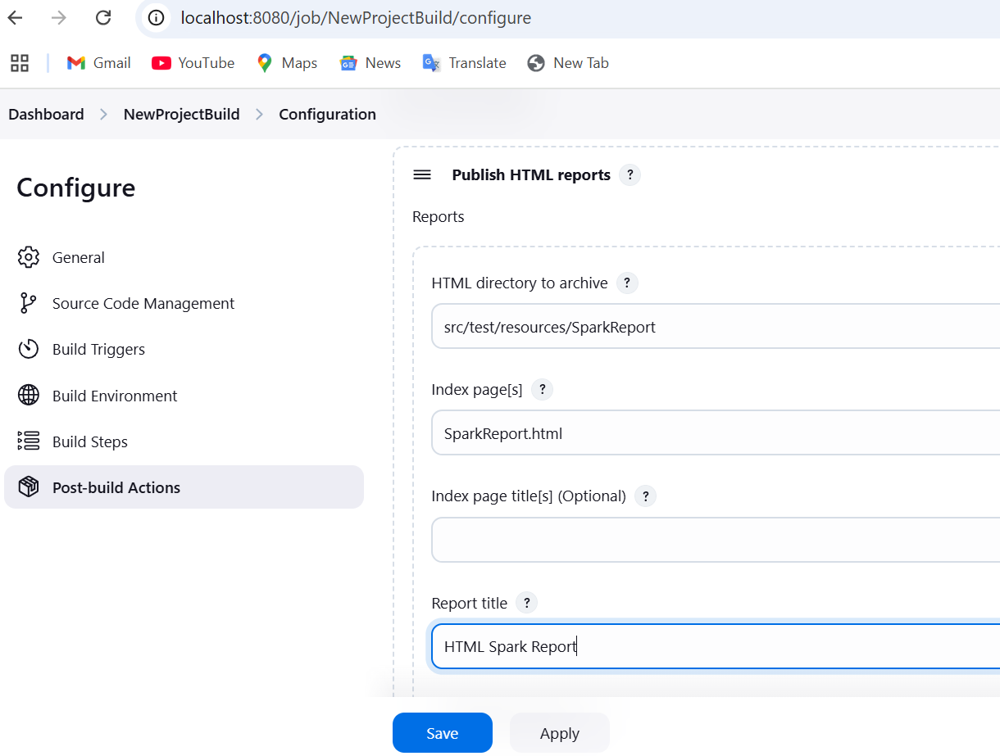 localhost:8080/job/NewProjectBuild/configure
Gmail YouTube Maps News Translate New Tab
Dashboard > NewProjectBuild > Configuration
Configure
General
Source Code Management
Build Triggers
Build Environment
Build Steps
Post-build Actions
Publish HTML reports ?
Reports
HTML directory to archive ?
src/test/resources/SparkReport
Index page[s] ?
SparkReport.html
Index page title[s] (Optional) ?
Report title ?
HTML Spark Report
Save Apply